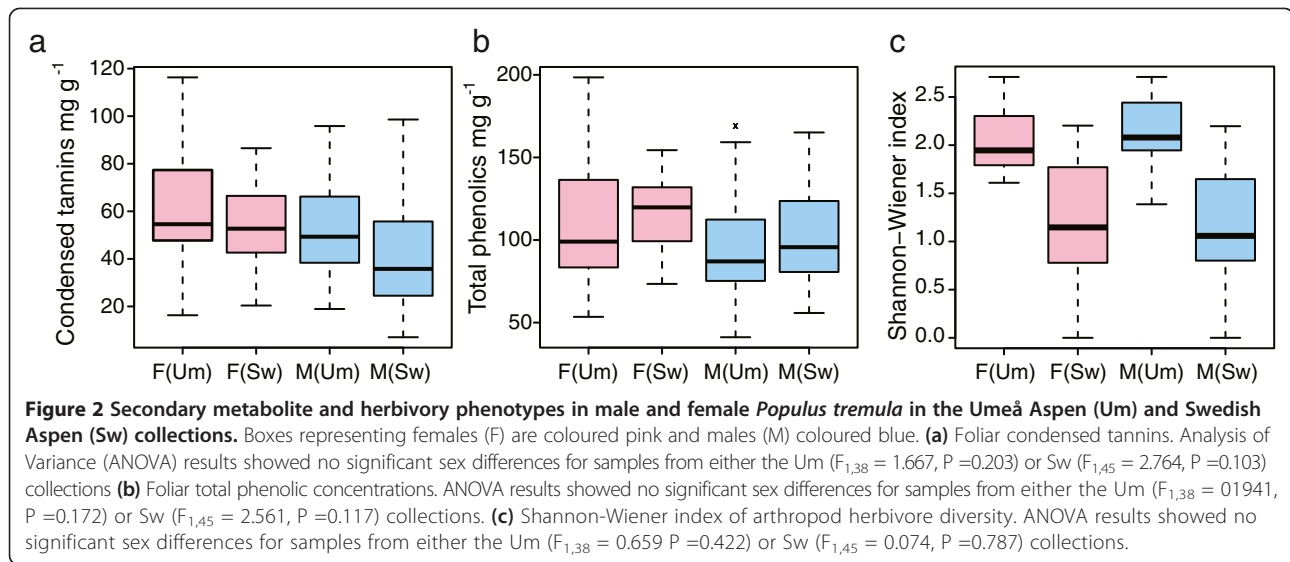 a
b
c
Condensed tannins mg g⁻¹
120
100
80
60
40
20
F(Um) F(Sw) M(Um) M(Sw)
Total phenolics mg g⁻¹
200
150
100
50
x
F(Um) F(Sw) M(Um) M(Sw)
Shannon–Wiener index
2.5
2.0
1.5
1.0
0.5
0.0
F(Um) F(Sw) M(Um) M(Sw)
Figure 2 Secondary metabolite and herbivory phenotypes in male and female Populus tremula in the Umeå Aspen (Um) and Swedish
Aspen (Sw) collections. Boxes representing females (F) are coloured pink and males (M) coloured blue. (a) Foliar condensed tannins. Analysis of
Variance (ANOVA) results showed no significant sex differences for samples from either the Um (F₁,₃₈ = 1.667, P =0.203) or Sw (F₁,₄₅ = 2.764, P =0.103)
collections (b) Foliar total phenolic concentrations. ANOVA results showed no significant sex differences for samples from either the Um (F₁,₃₈ = 01941,
P =0.172) or Sw (F₁,₄₅ = 2.561, P =0.117) collections. (c) Shannon-Wiener index of arthropod herbivore diversity. ANOVA results showed no
significant sex differences for samples from either the Um (F₁,₃₈ = 0.659 P =0.422) or Sw (F₁,₄₅ = 0.074, P =0.787) collections.